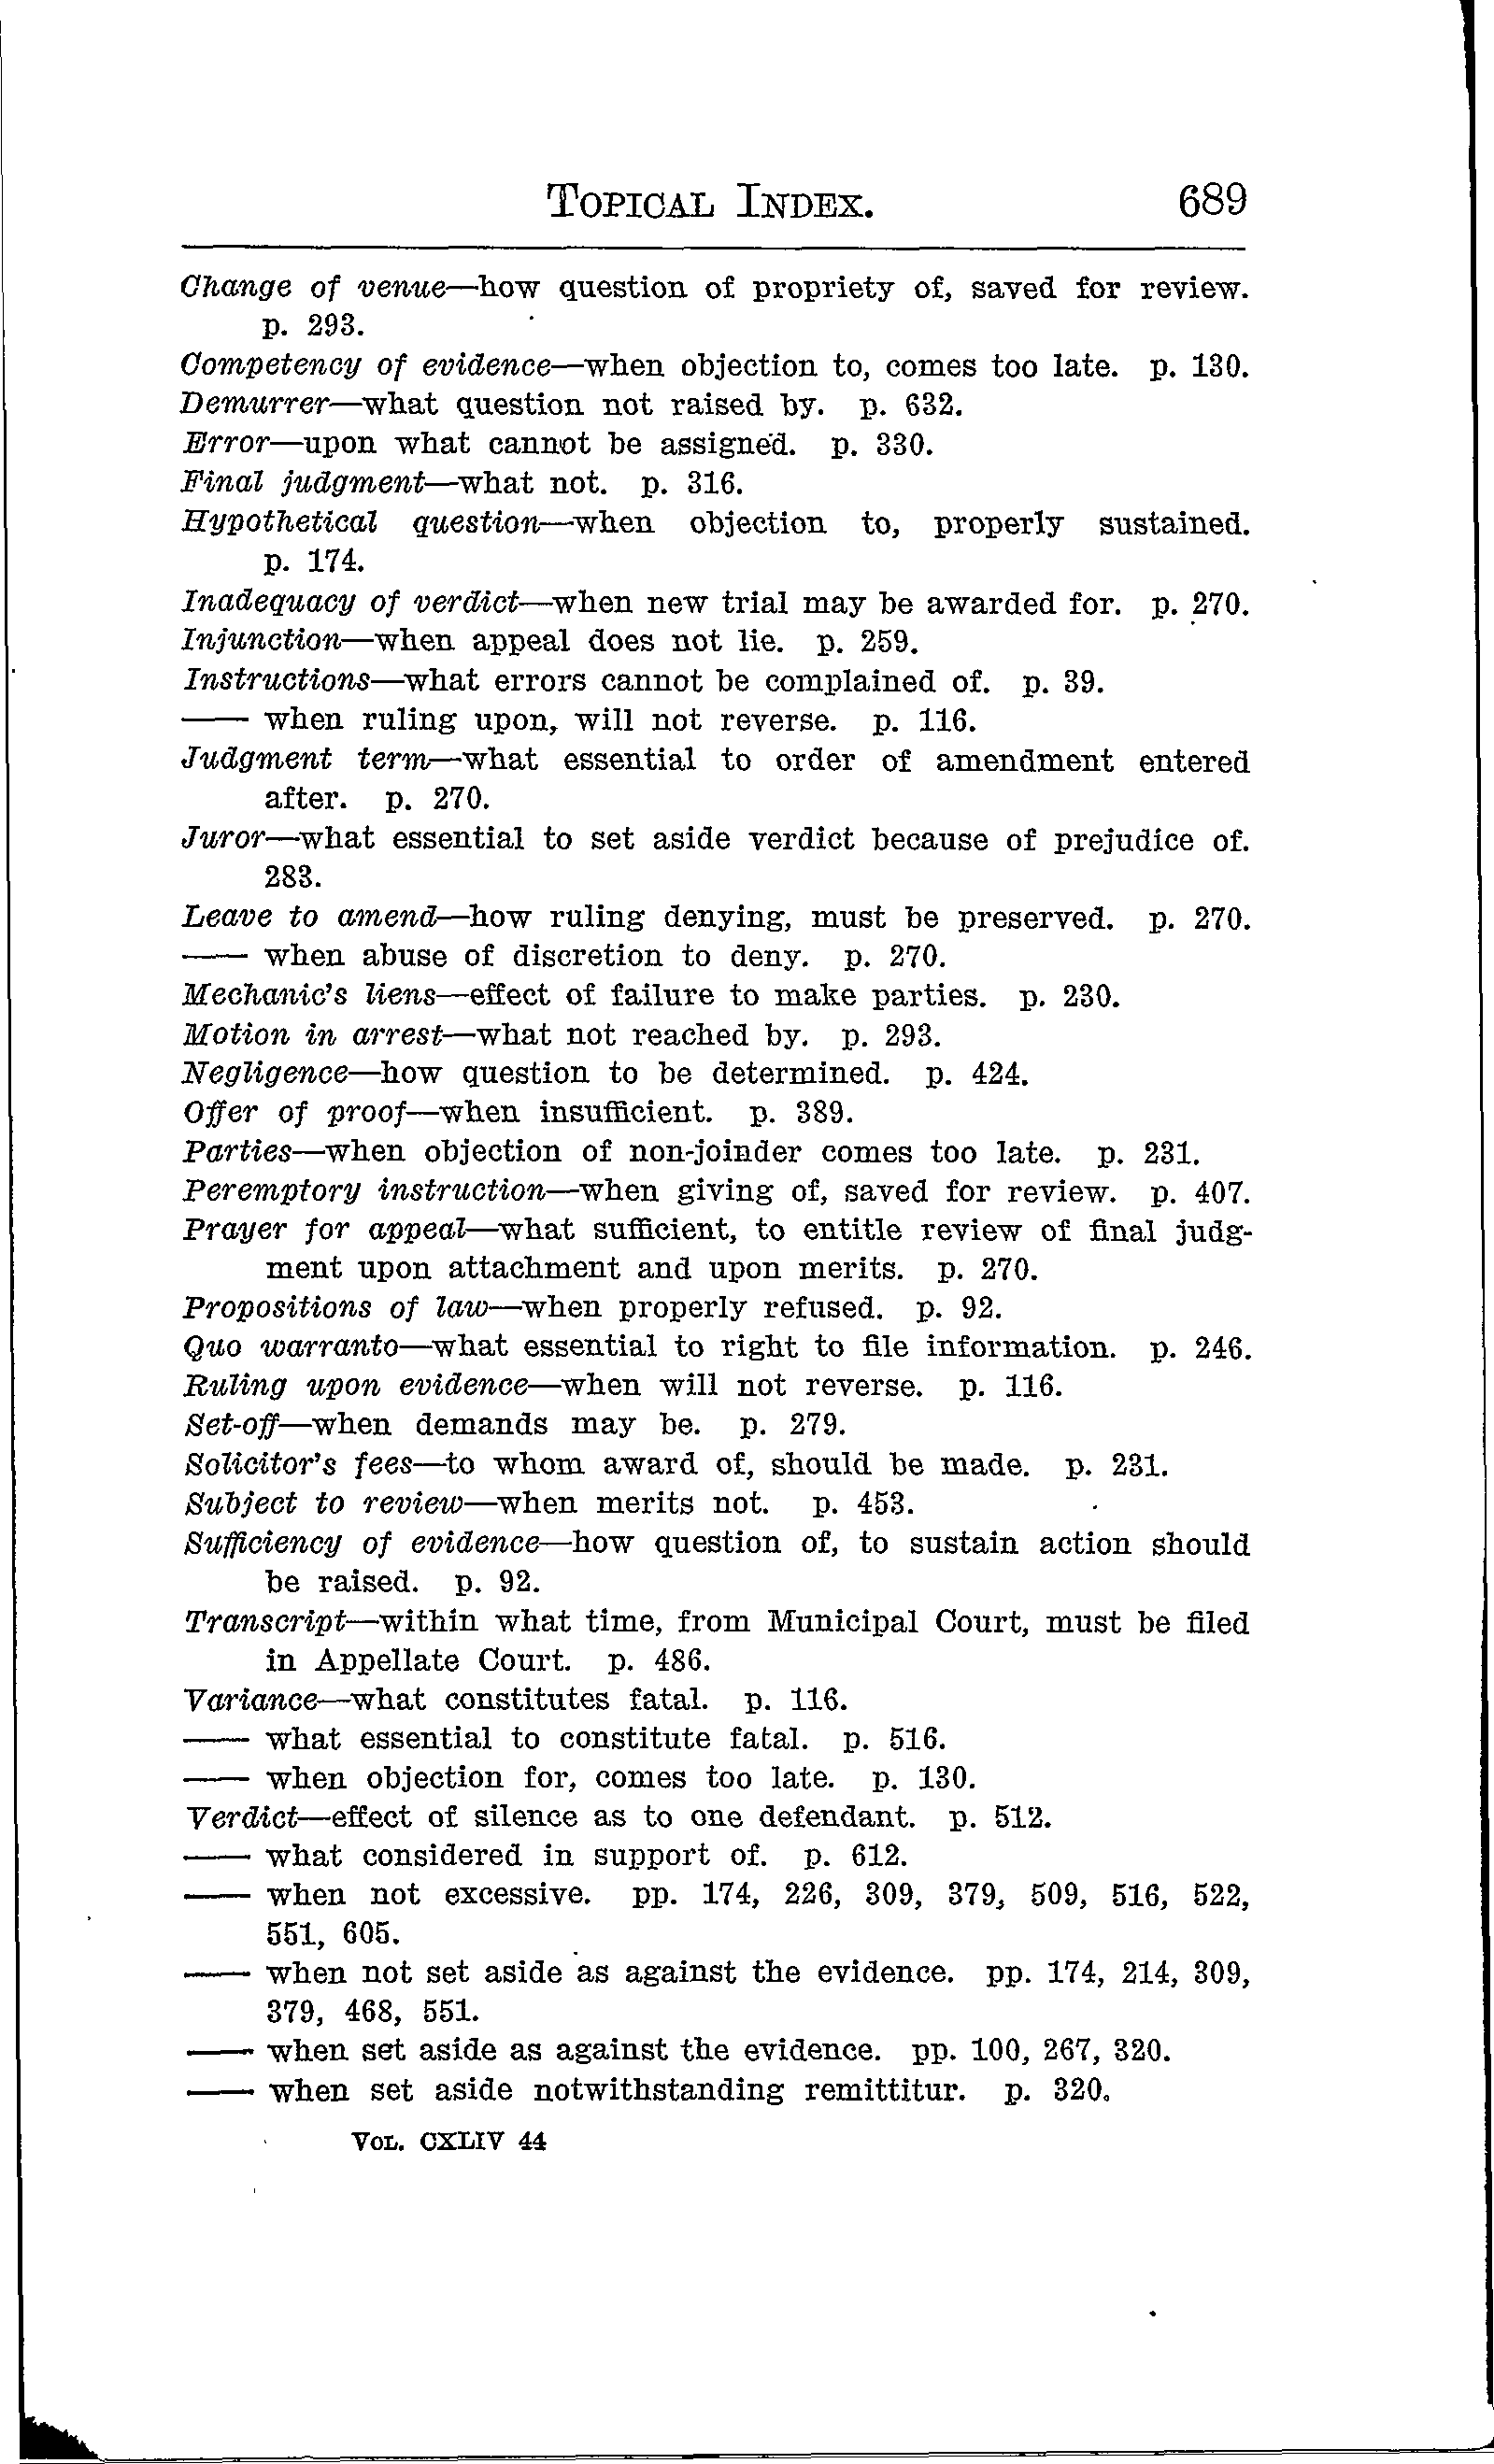 TOPICAL INDEX. 689
Change of venue—how question of propriety of, saved for review.
p. 293.
Competency of evidence—when objection to, comes too late. p. 130.
Demurrer—what question not raised by. p. 632.
Error—upon what cannot be assigned. p. 330.
Final judgment—what not. p. 316.
Hypothetical question—when objection to, properly sustained.
p. 174.
Inadequacy of verdict—when new trial may be awarded for. p. 270.
Injunction—when appeal does not lie. p. 259.
Instructions—what errors cannot be complained of. p. 39.
—— when ruling upon, will not reverse. p. 116.
Judgment term—what essential to order of amendment entered
after. p. 270.
Juror—what essential to set aside verdict because of prejudice of.
283.
Leave to amend—how ruling denying, must be preserved. p. 270.
—— when abuse of discretion to deny. p. 270.
Mechanic's liens—effect of failure to make parties. p. 230.
Motion in arrest—what not reached by. p. 293.
Negligence—how question to be determined. p. 424.
Offer of proof—when insufficient. p. 389.
Parties—when objection of non-joinder comes too late. p. 231.
Peremptory instruction—when giving of, saved for review. p. 407.
Prayer for appeal—what sufficient, to entitle review of final judg-
ment upon attachment and upon merits. p. 270.
Propositions of law—when properly refused. p. 92.
Quo warranto—what essential to right to file information. p. 246.
Ruling upon evidence—when will not reverse. p. 116.
Set-off—when demands may be. p. 279.
Solicitor's fees—to whom award of, should be made. p. 231.
Subject to review—when merits not. p. 453.
Sufficiency of evidence—how question of, to sustain action should
be raised. p. 92.
Transcript—within what time, from Municipal Court, must be filed
in Appellate Court. p. 486.
Variance—what constitutes fatal. p. 116.
—— what essential to constitute fatal. p. 516.
—— when objection for, comes too late. p. 130.
Verdict—effect of silence as to one defendant. p. 512.
—— what considered in support of. p. 612.
—— when not excessive. pp. 174, 226, 309, 379, 509, 516, 522,
551, 605.
—— when not set aside as against the evidence. pp. 174, 214, 309,
379, 468, 551.
—— when set aside as against the evidence. pp. 100, 267, 320.
—— when set aside notwithstanding remittitur. p. 320.
VOL. CXLIV 44